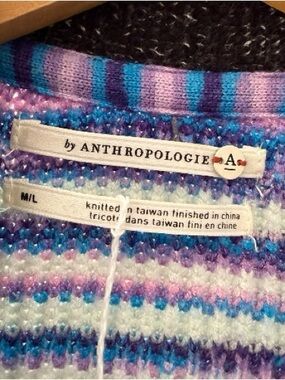 by ANTHROPOLOGIE
A
M/L
knitted in taiwan finished in china
tricoté dans taiwan fini en chine